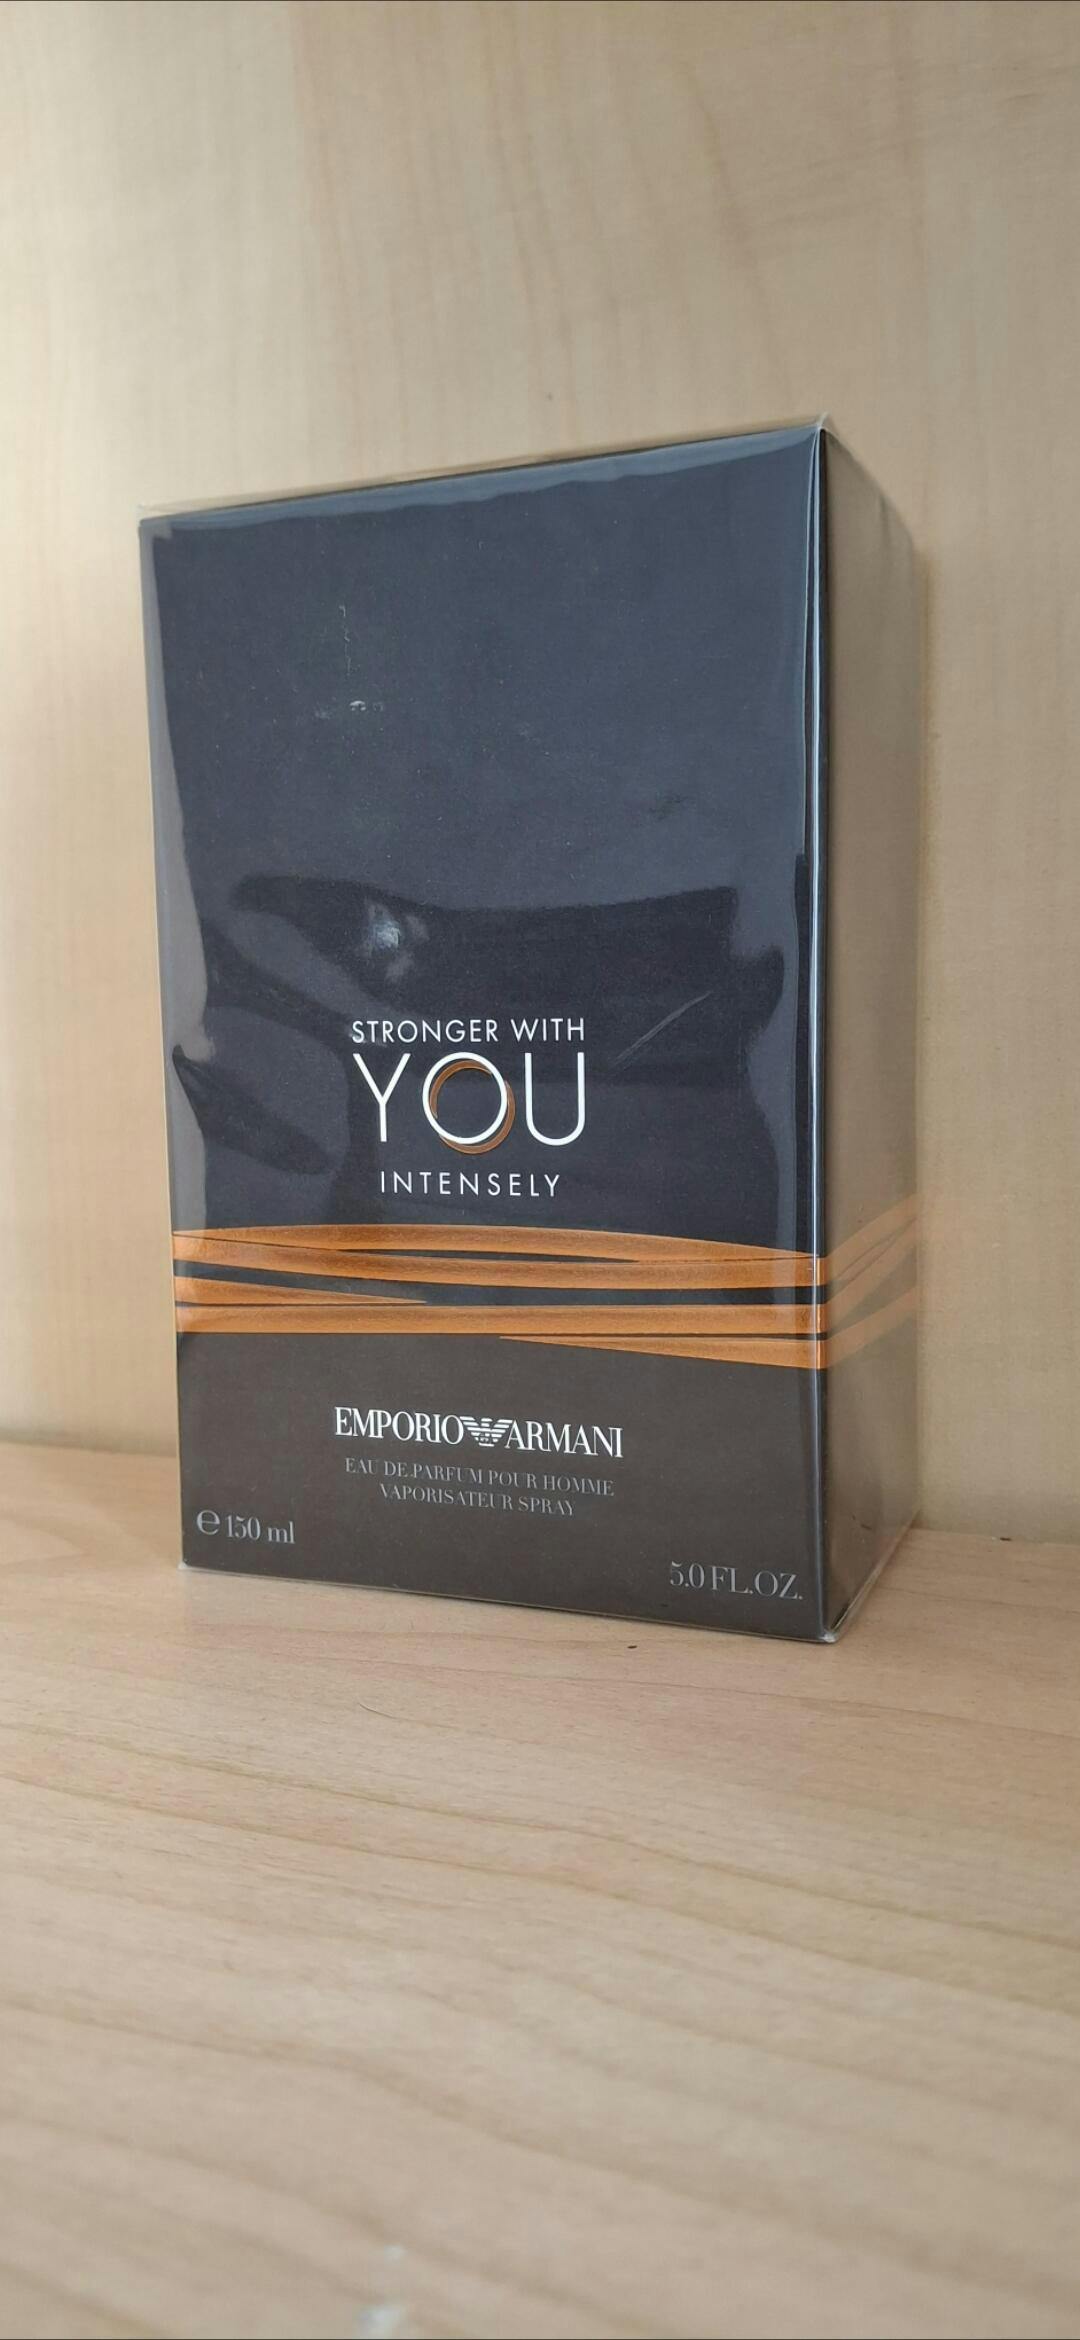 STRONGER WITH
YOU
INTENSELY
EMPORIO ARMANI
EAU DE PARFUM POUR HOMME
VAPORISATEUR SPRAY
℮ 150 ml
5.0 FL.OZ.